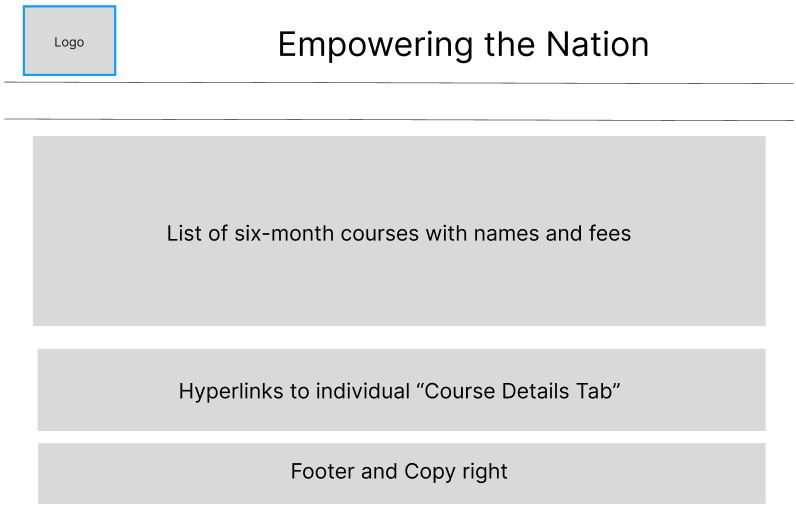 Logo
Empowering the Nation
List of six-month courses with names and fees
Hyperlinks to individual “Course Details Tab”
Footer and Copy right